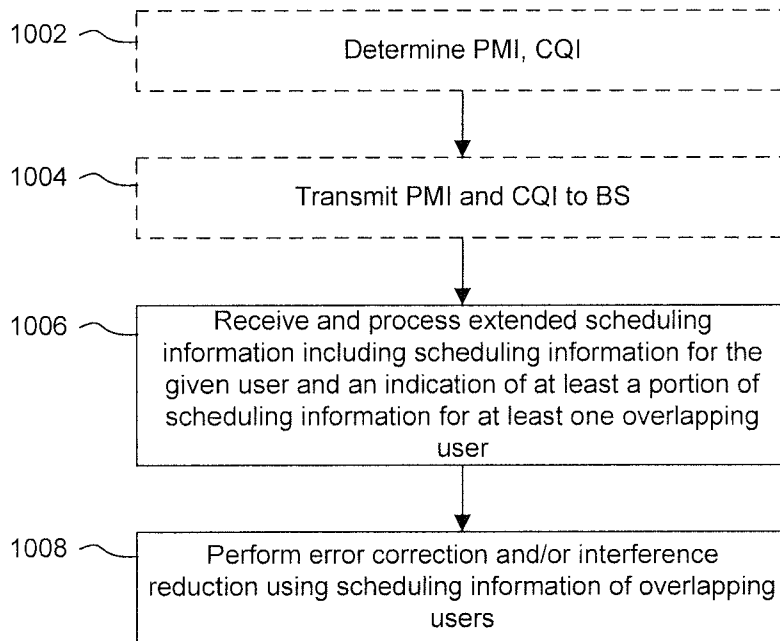 1002
Determine PMI, CQI
1004
Transmit PMI and CQI to BS
1006
Receive and process extended scheduling
information including scheduling information for the
given user and an indication of at least a portion of
scheduling information for at least one overlapping
user
1008
Perform error correction and/or interference
reduction using scheduling information of overlapping
users